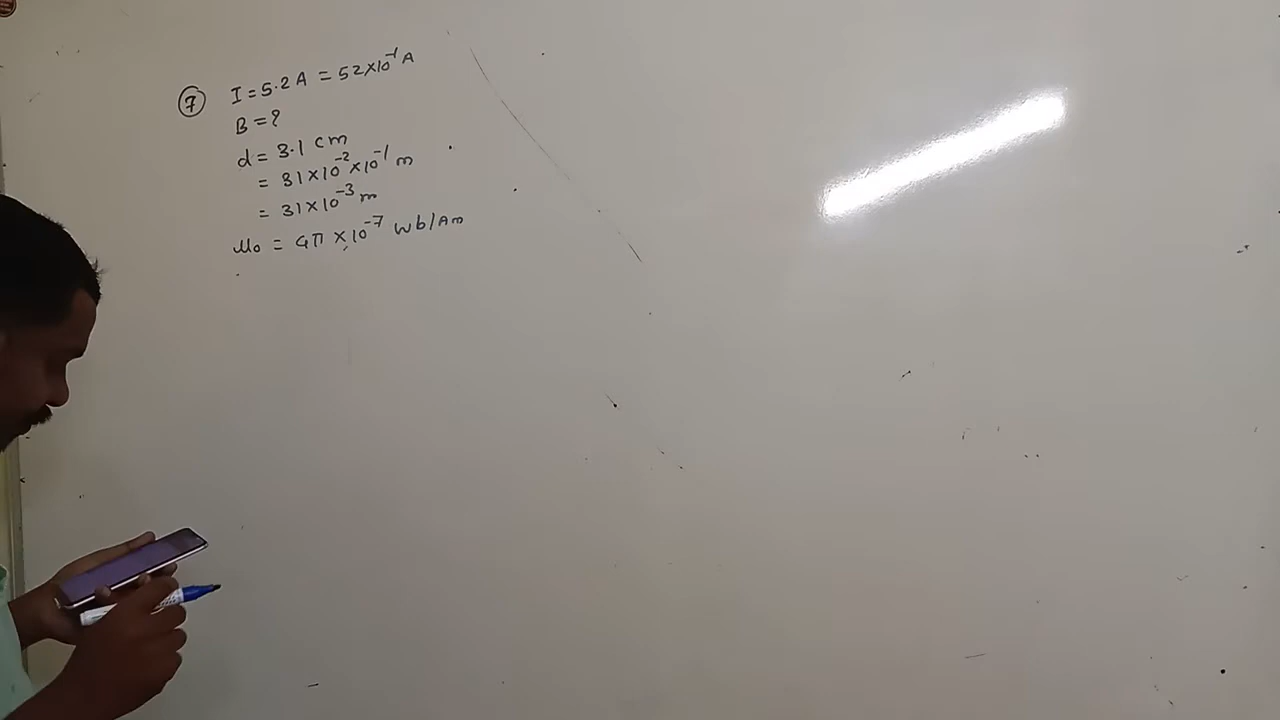 ⑦ I = 5.2 A = 52×10⁻¹ A
B = ?
d = 3.1 cm
= 31×10⁻²×10⁻¹ m
= 31×10⁻³ m
μ₀ = 4π ×10⁻⁷ Wb/Am